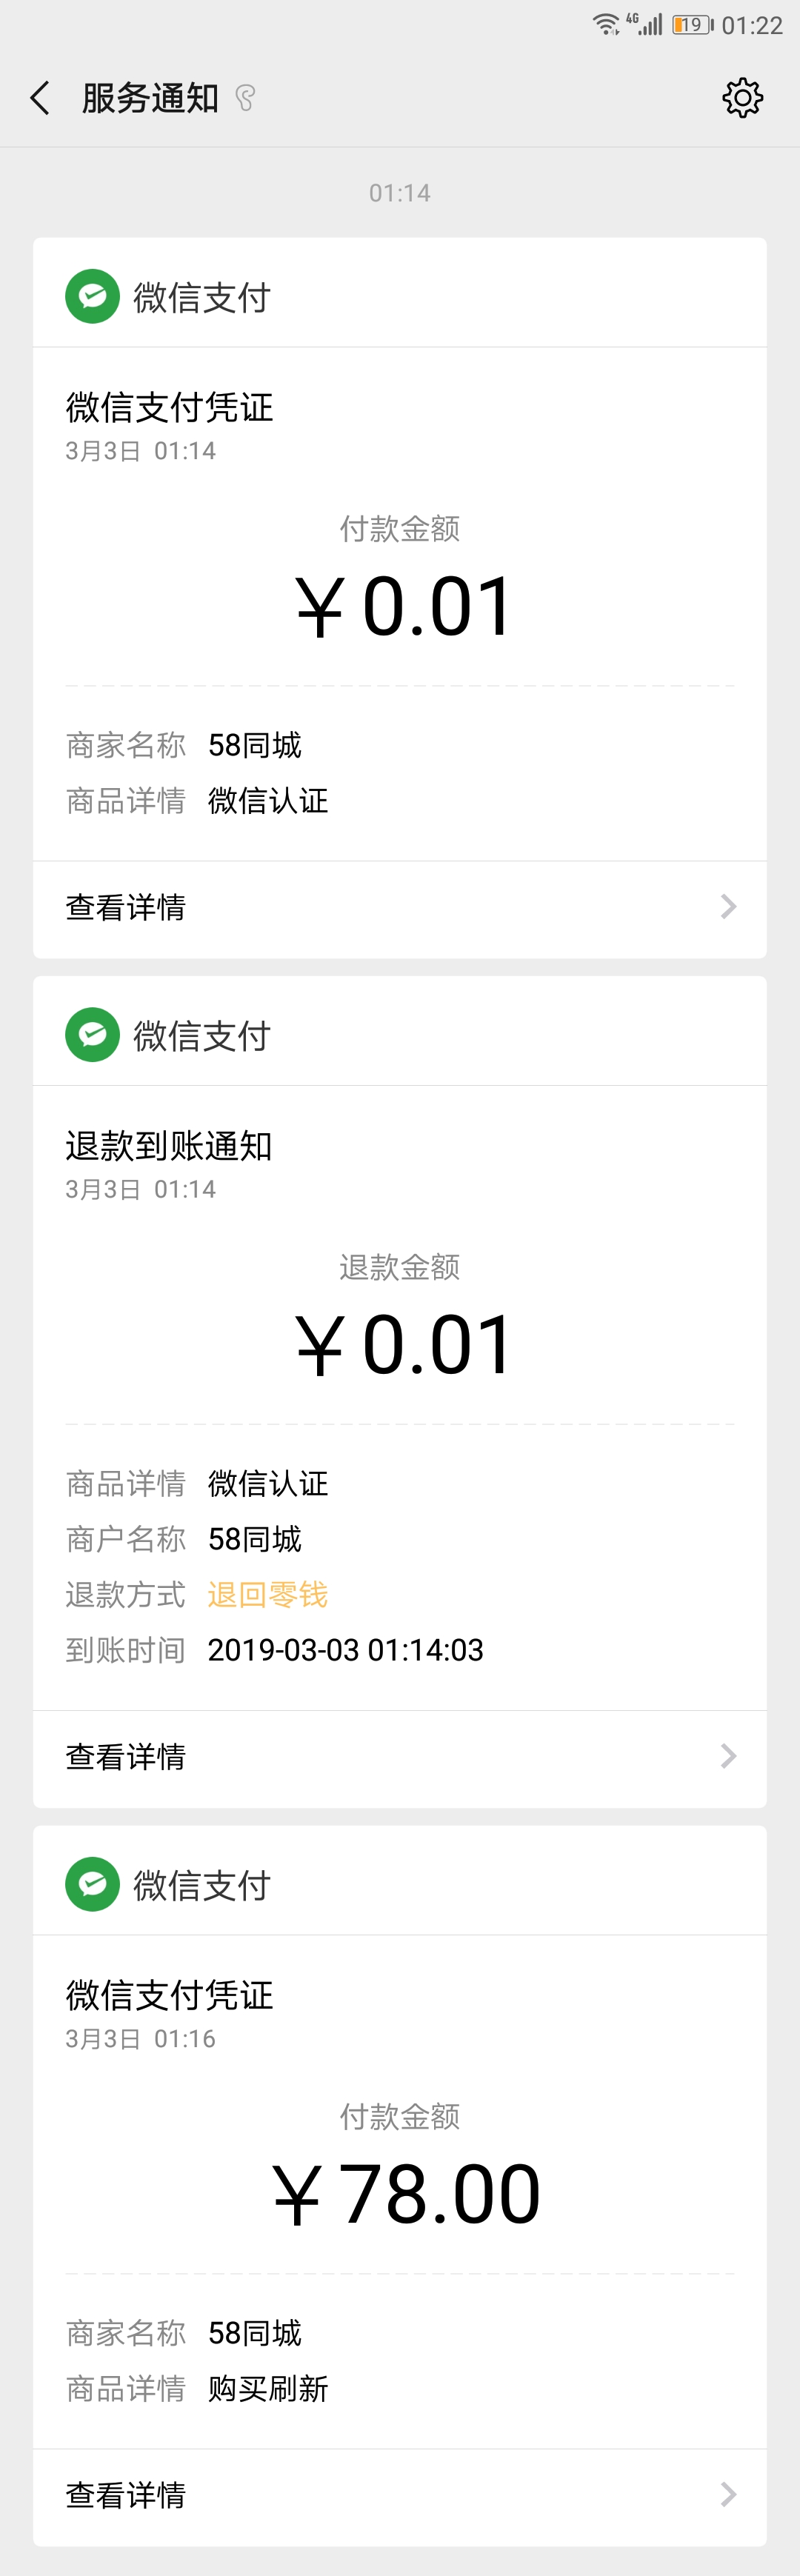 4G 19 01:22
服务通知
01:14
微信支付
微信支付凭证
3月3日 01:14
付款金额
￥0.01
商家名称 58同城
商品详情 微信认证
查看详情
微信支付
退款到账通知
3月3日 01:14
退款金额
￥0.01
商品详情 微信认证
商户名称 58同城
退款方式 退回零钱
到账时间 2019-03-03 01:14:03
查看详情
微信支付
微信支付凭证
3月3日 01:16
付款金额
￥78.00
商家名称 58同城
商品详情 购买刷新
查看详情